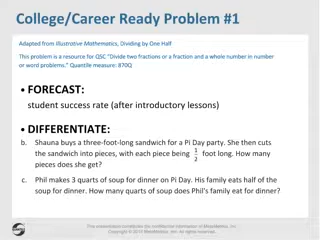 College/Career Ready Problem #1
Adapted from Illustrative Mathematics, Dividing by One Half
This problem is a resource for QSC “Divide two fractions or a fraction and a whole number in number
or word problems.” Quantile measure: 870Q
• FORECAST:
student success rate (after introductory lessons)
• DIFFERENTIATE:
b. Shauna buys a three-foot-long sandwich for a Pi Day party. She then cuts
the sandwich into pieces, with each piece being 1/2 foot long. How many
pieces does she get?
c. Phil makes 3 quarts of soup for dinner on Pi Day. His family eats half of the
soup for dinner. How many quarts of soup does Phil’s family eat for dinner?